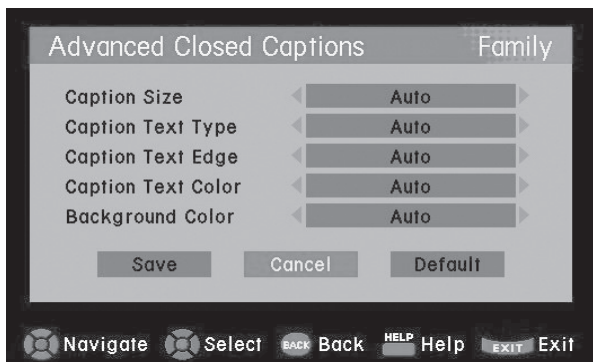 Advanced Closed Captions Family
Caption Size Auto
Caption Text Type Auto
Caption Text Edge Auto
Caption Text Color Auto
Background Color Auto
Save Cancel Default
Navigate Select BACK Back HELP Help EXIT Exit